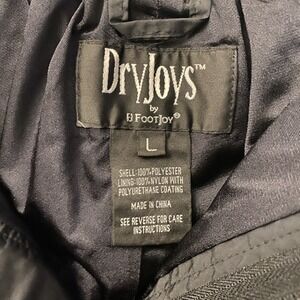 DryJoys™
by
FJ FOOTJOY®
L
SHELL:100% POLYESTER
LINING:100% NYLON WITH
POLYURETHANE COATING
MADE IN CHINA
SEE REVERSE FOR CARE
INSTRUCTIONS